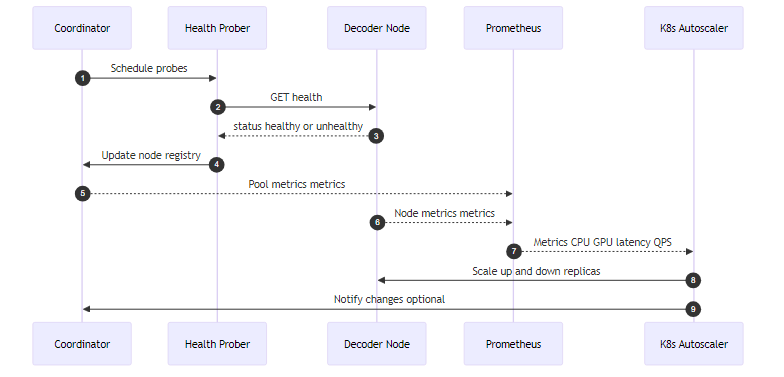 Coordinator
Health Prober
Decoder Node
Prometheus
K8s Autoscaler
1
Schedule probes
2
GET health
status healthy or unhealthy
3
Update node registry
4
5
Pool metrics metrics
6
Node metrics metrics
7
Metrics CPU GPU latency QPS
Scale up and down replicas
8
Notify changes optional
9
Coordinator
Health Prober
Decoder Node
Prometheus
K8s Autoscaler